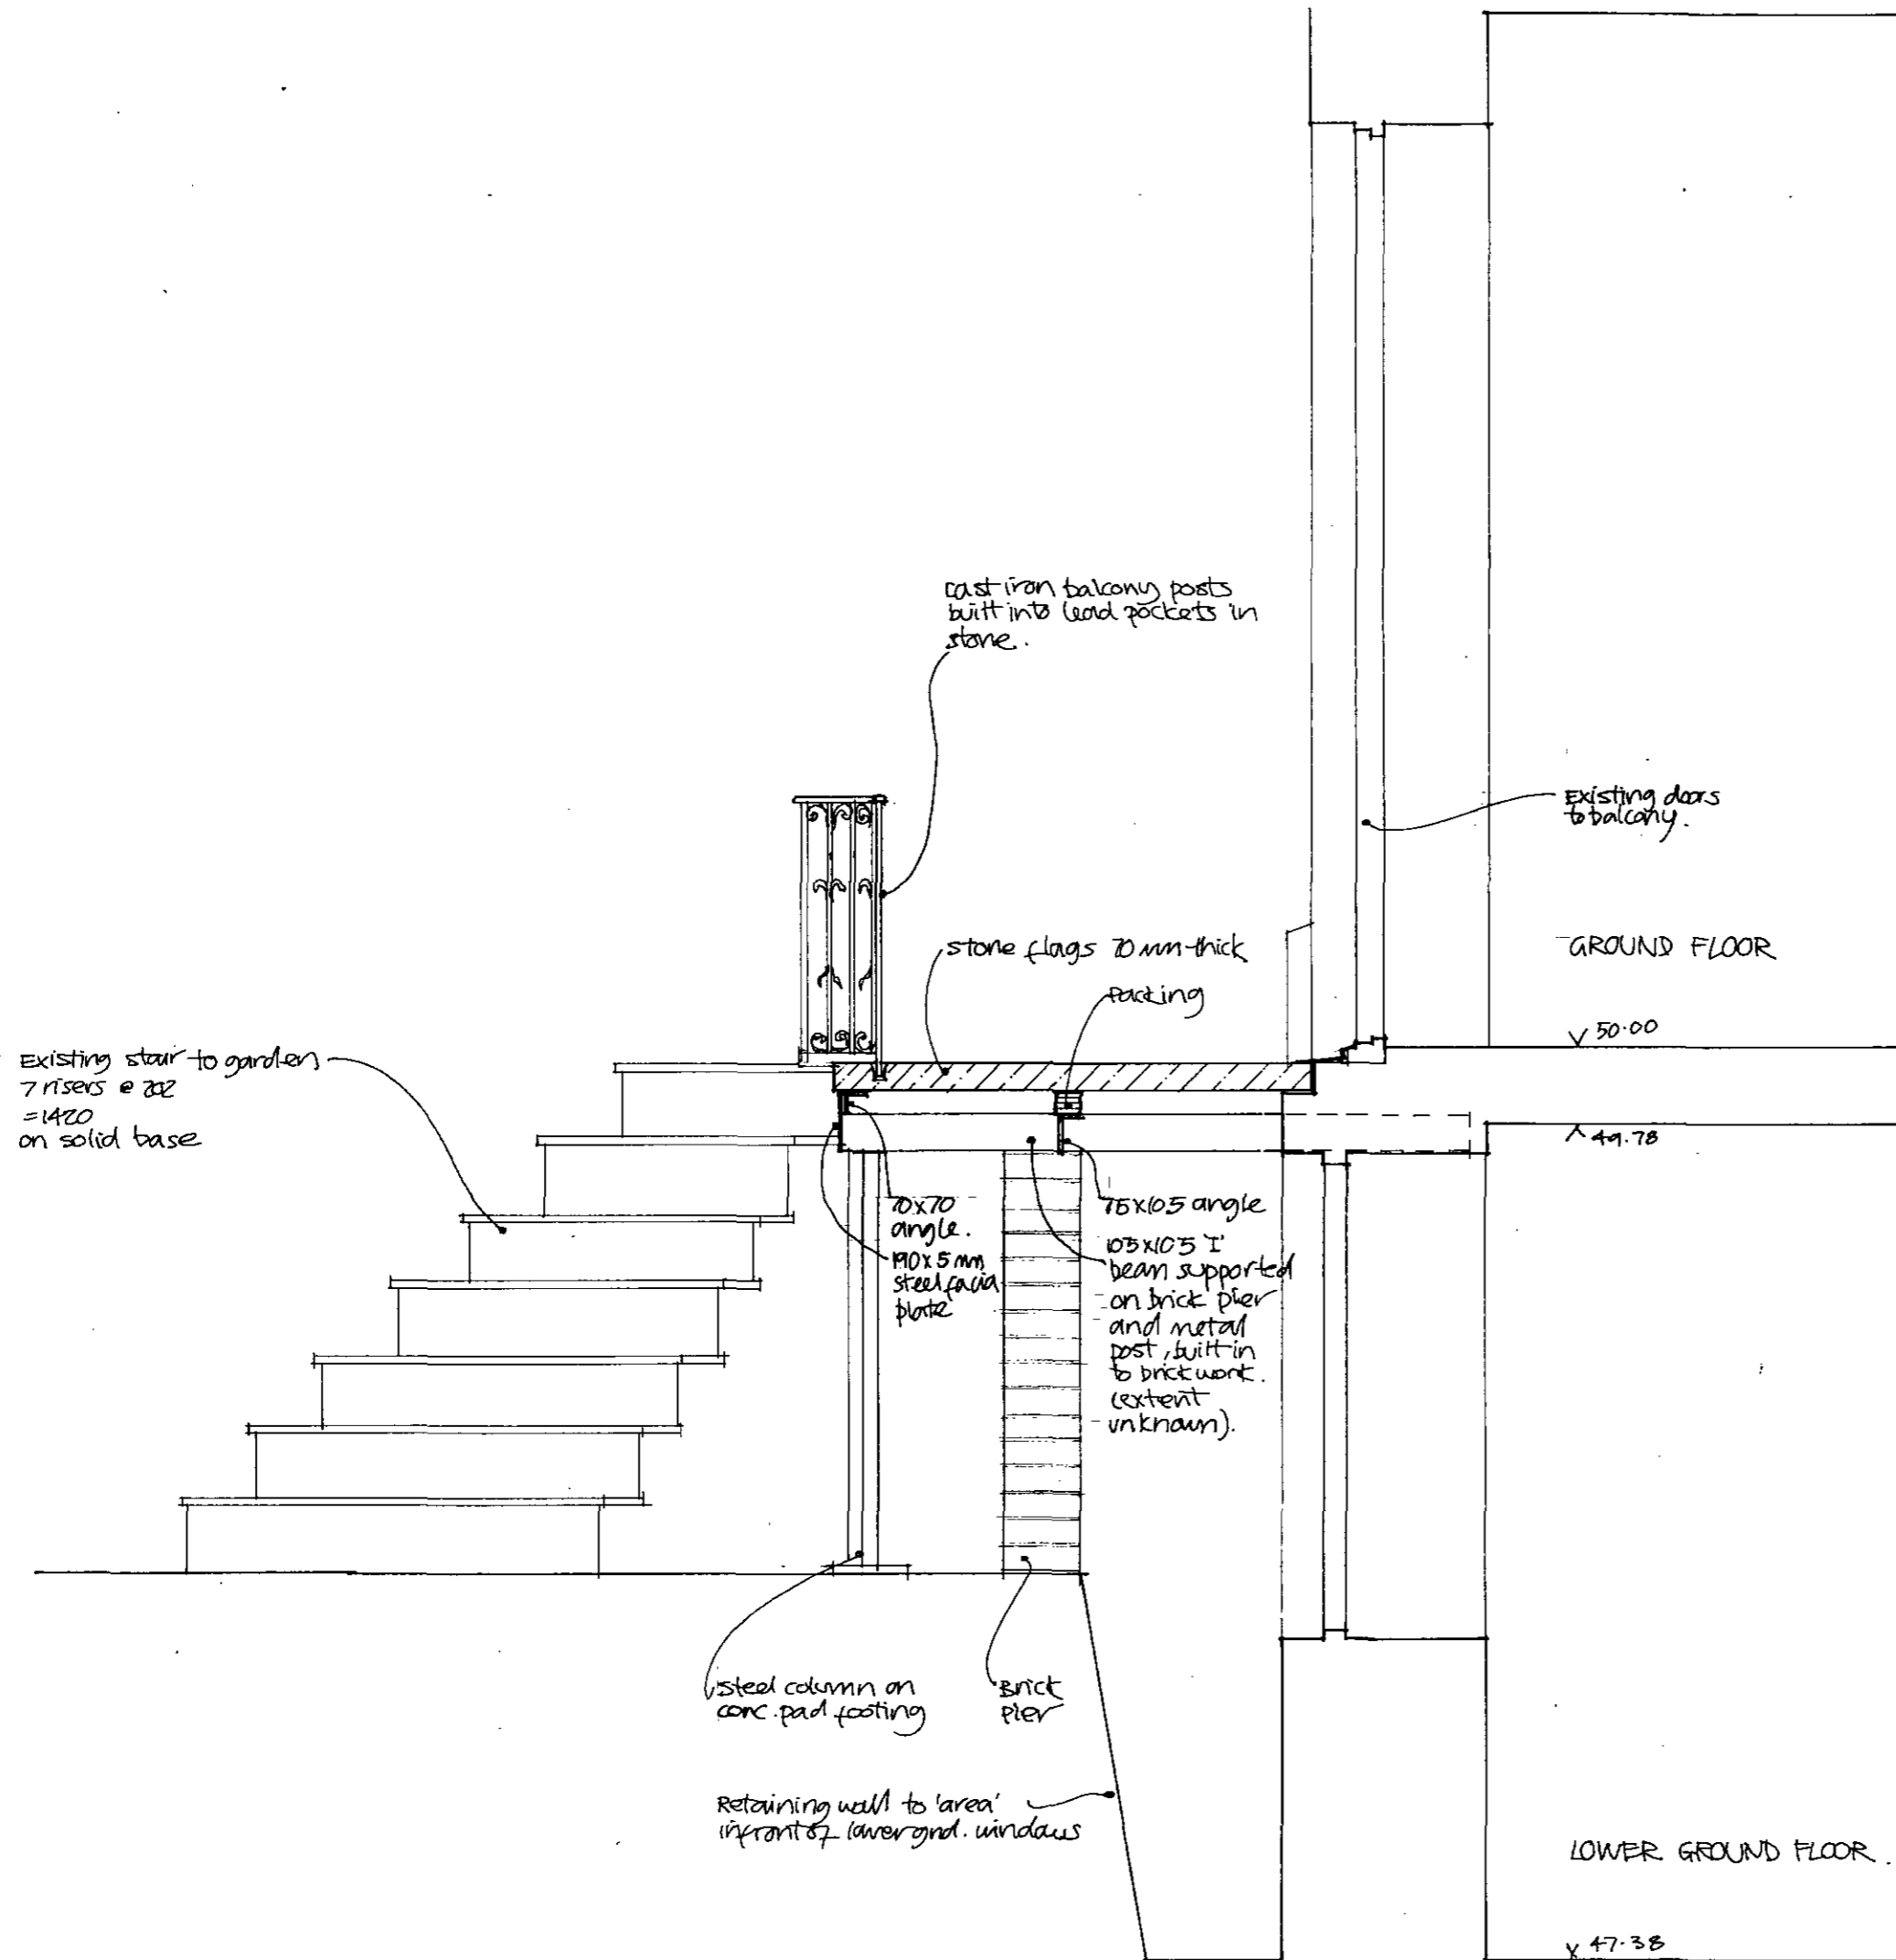 cast iron balcony posts
built into lead pockets in
stone.
Existing doors
to balcony.
stone flags 70mm thick
GROUND FLOOR
Packing
50.00
Existing stair to garden
7 risers @ 202
=1420
on solid base
49.78
70x70
angle.
190x5mm
steel facia
plate
75x105 angle
105x105 'I'
beam supported
on brick pier
and metal
post, built in
to brickwork.
(extent
unknown).
steel column on
conc. pad footing
Brick
pier
Retaining wall to 'area'
infront of lower gnd. windows
LOWER GROUND FLOOR.
47.38